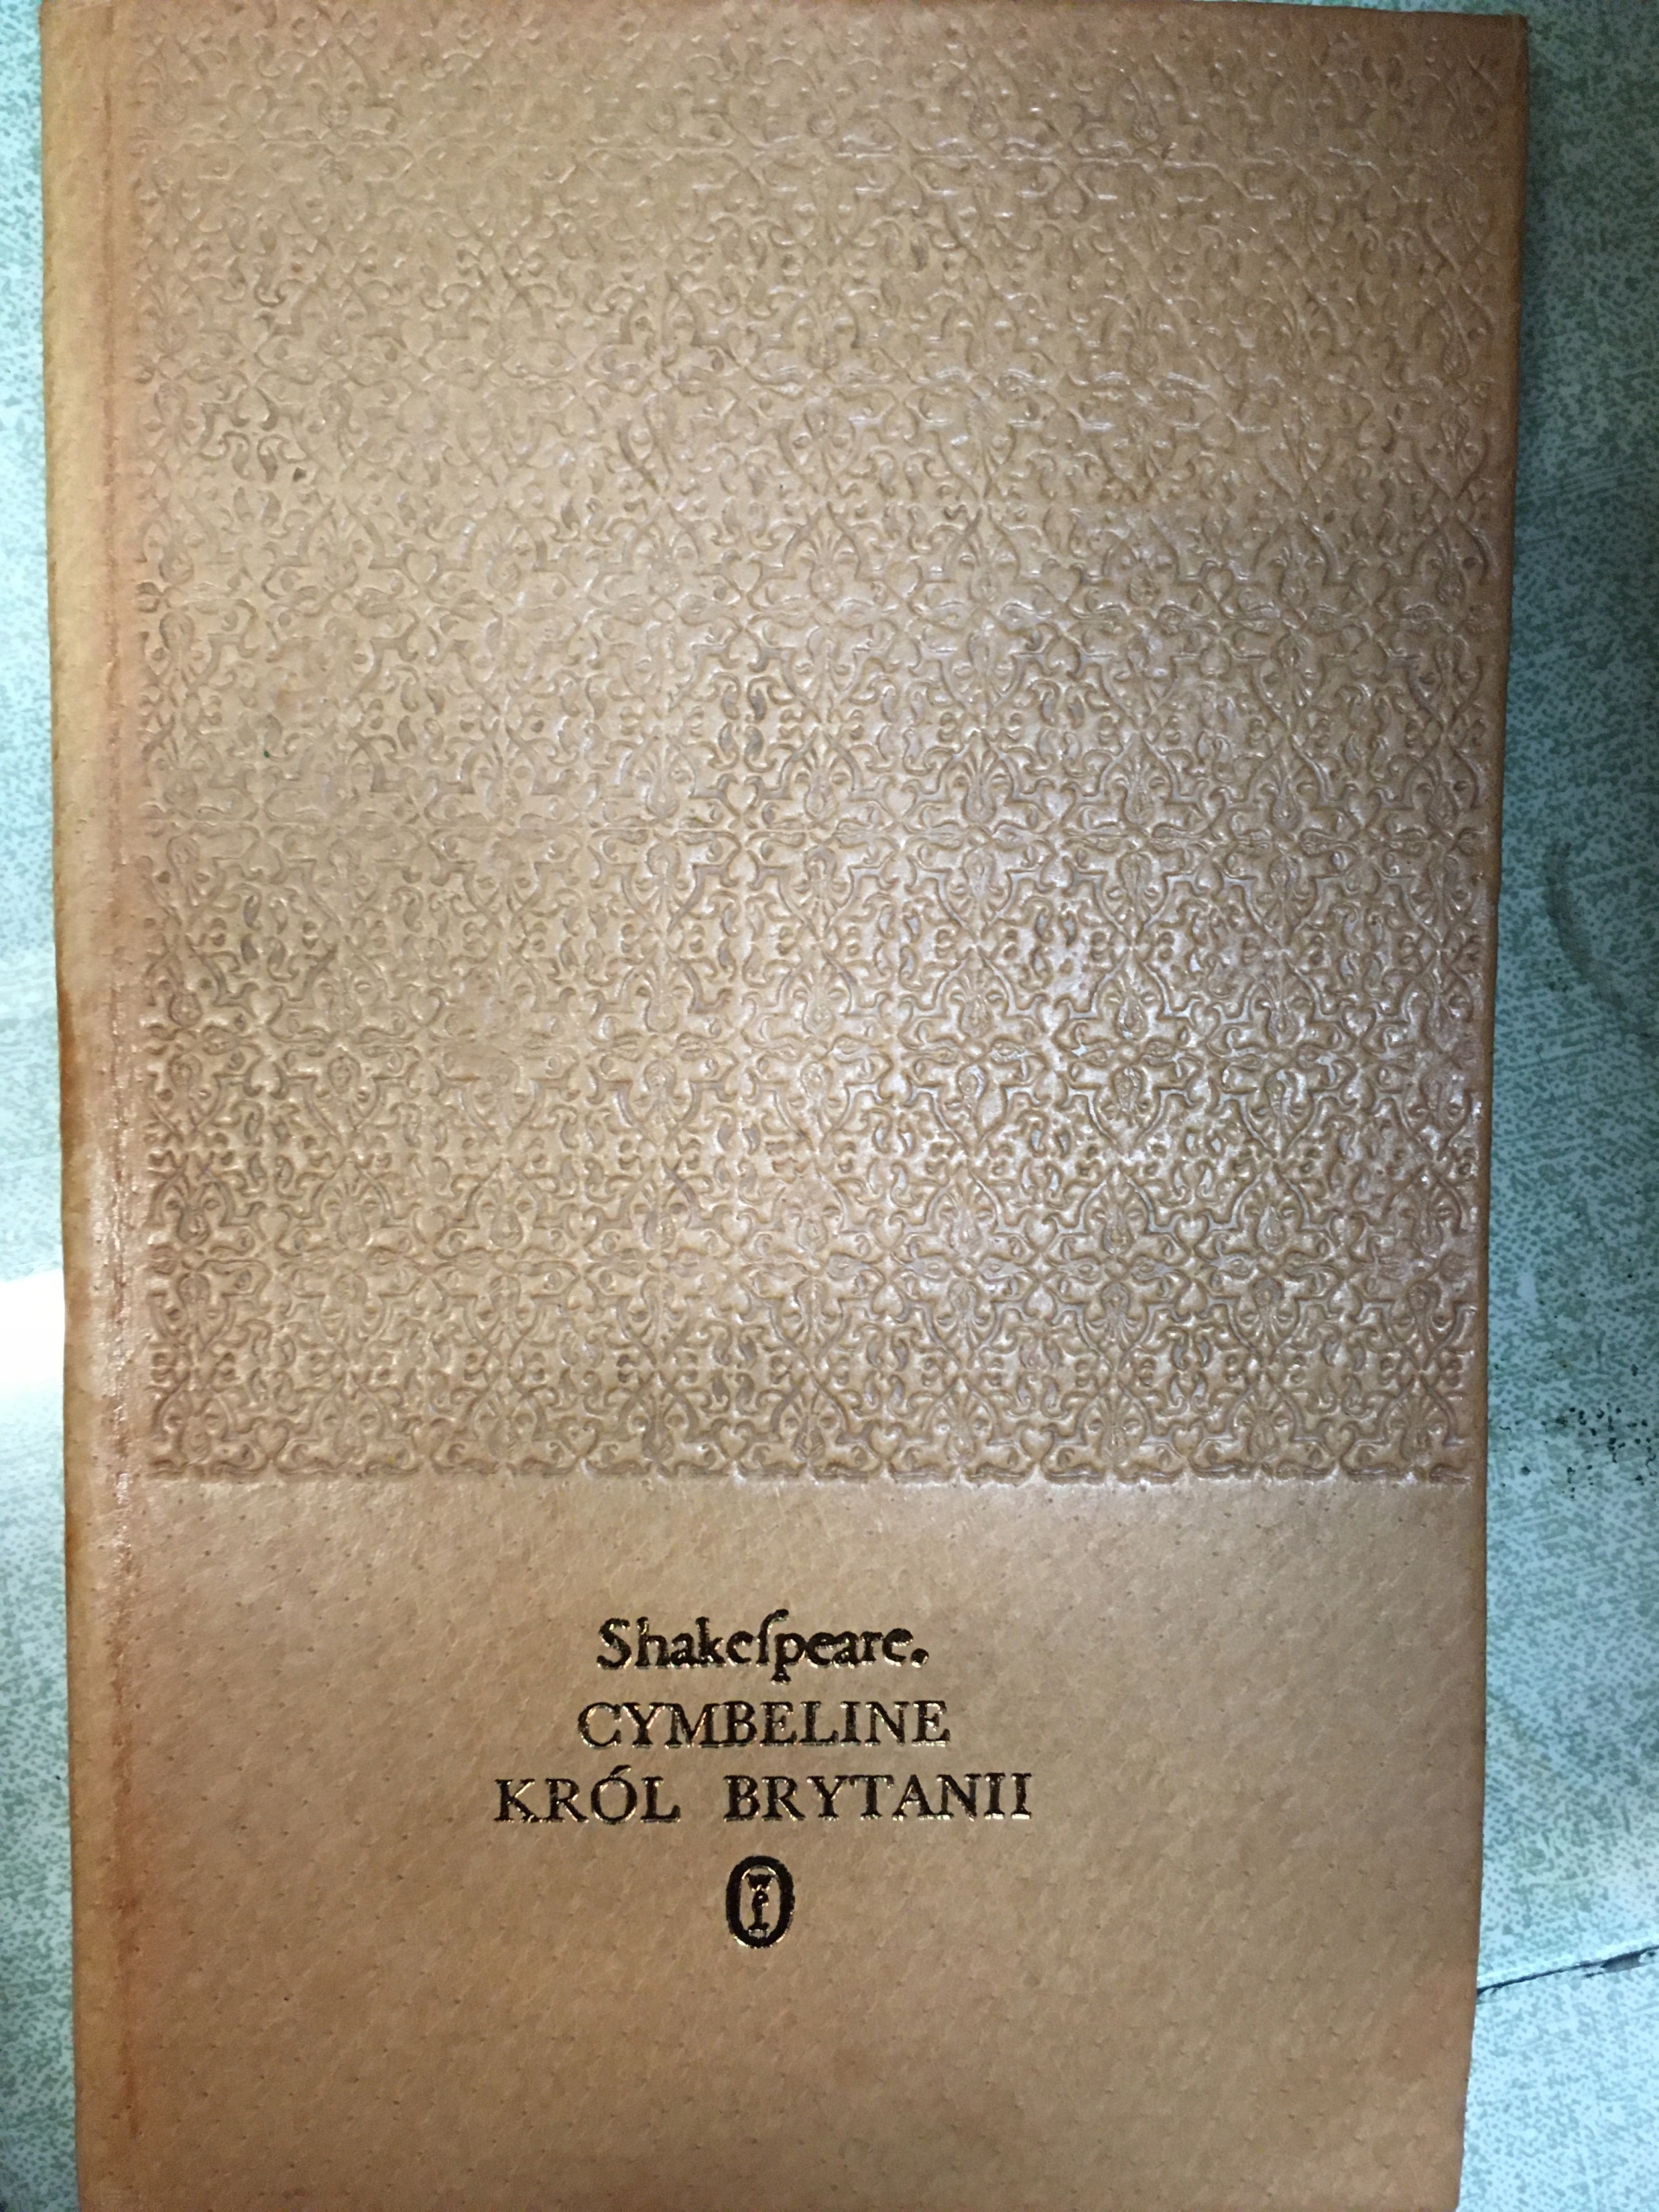 Shakeſpeare.
CYMBELINE
KRÓL BRYTANII